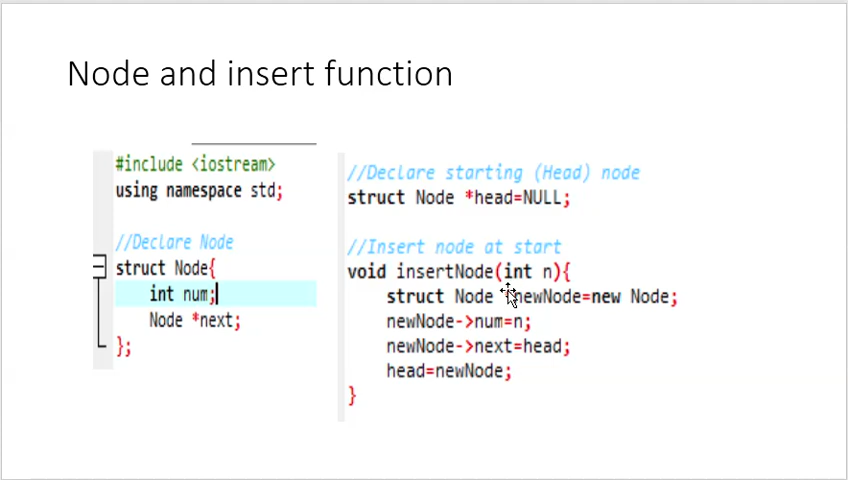 Node and insert function
#include <iostream>
using namespace std;
//Declare Node
struct Node{
int num;
Node *next;
};
//Declare starting (Head) node
struct Node *head=NULL;
//Insert node at start
void insertNode(int n){
struct Node *newNode=new Node;
newNode->num=n;
newNode->next=head;
head=newNode;
}